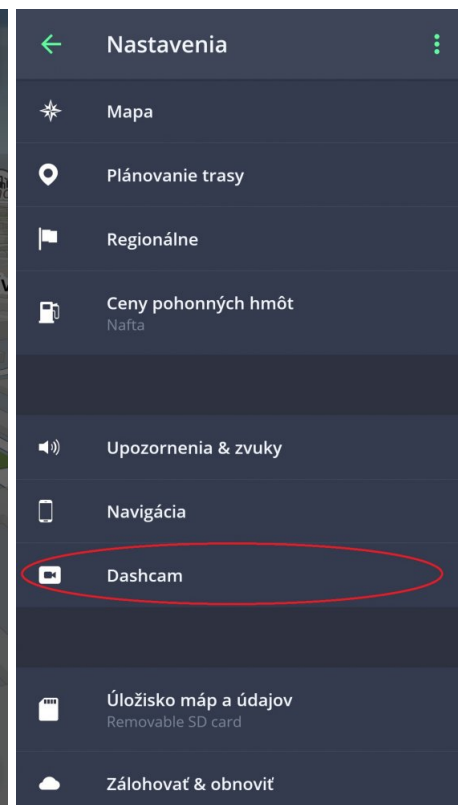 Nastavenia
Mapa
Plánovanie trasy
Regionálne
Ceny pohonných hmôt
Nafta
Upozornenia & zvuky
Navigácia
Dashcam
Úložisko máp a údajov
Removable SD card
Zálohovať & obnoviť